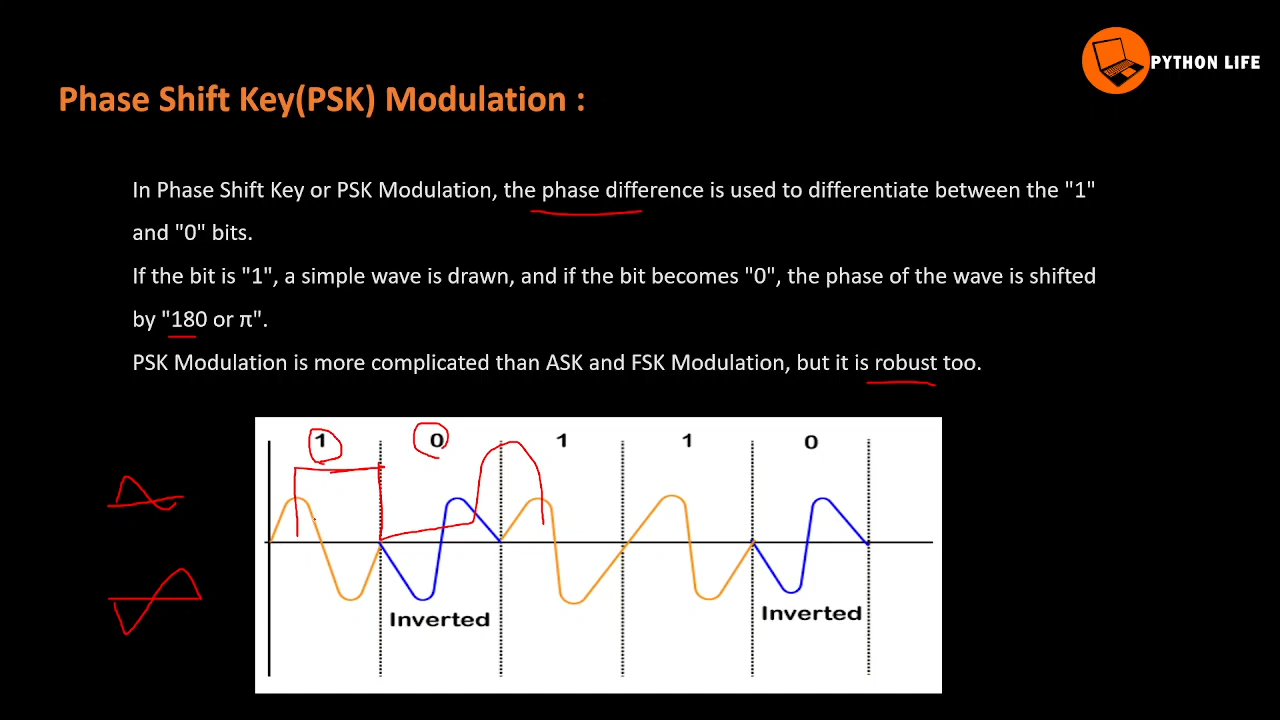 PYTHON LIFE
Phase Shift Key(PSK) Modulation :
In Phase Shift Key or PSK Modulation, the phase difference is used to differentiate between the "1"
and "0" bits.
If the bit is "1", a simple wave is drawn, and if the bit becomes "0", the phase of the wave is shifted
by "180 or π".
PSK Modulation is more complicated than ASK and FSK Modulation, but it is robust too.
1 0 1 1 0
Inverted Inverted